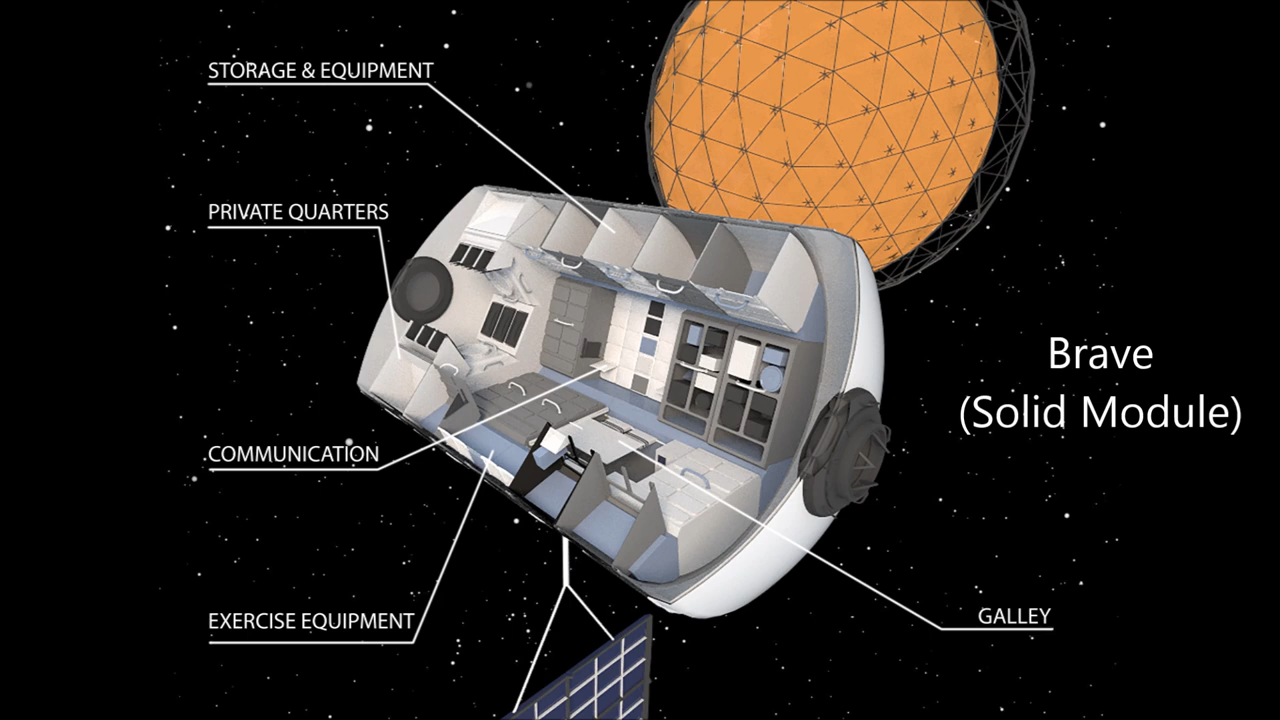 STORAGE & EQUIPMENT
PRIVATE QUARTERS
Brave
(Solid Module)
COMMUNICATION
EXERCISE EQUIPMENT
GALLEY